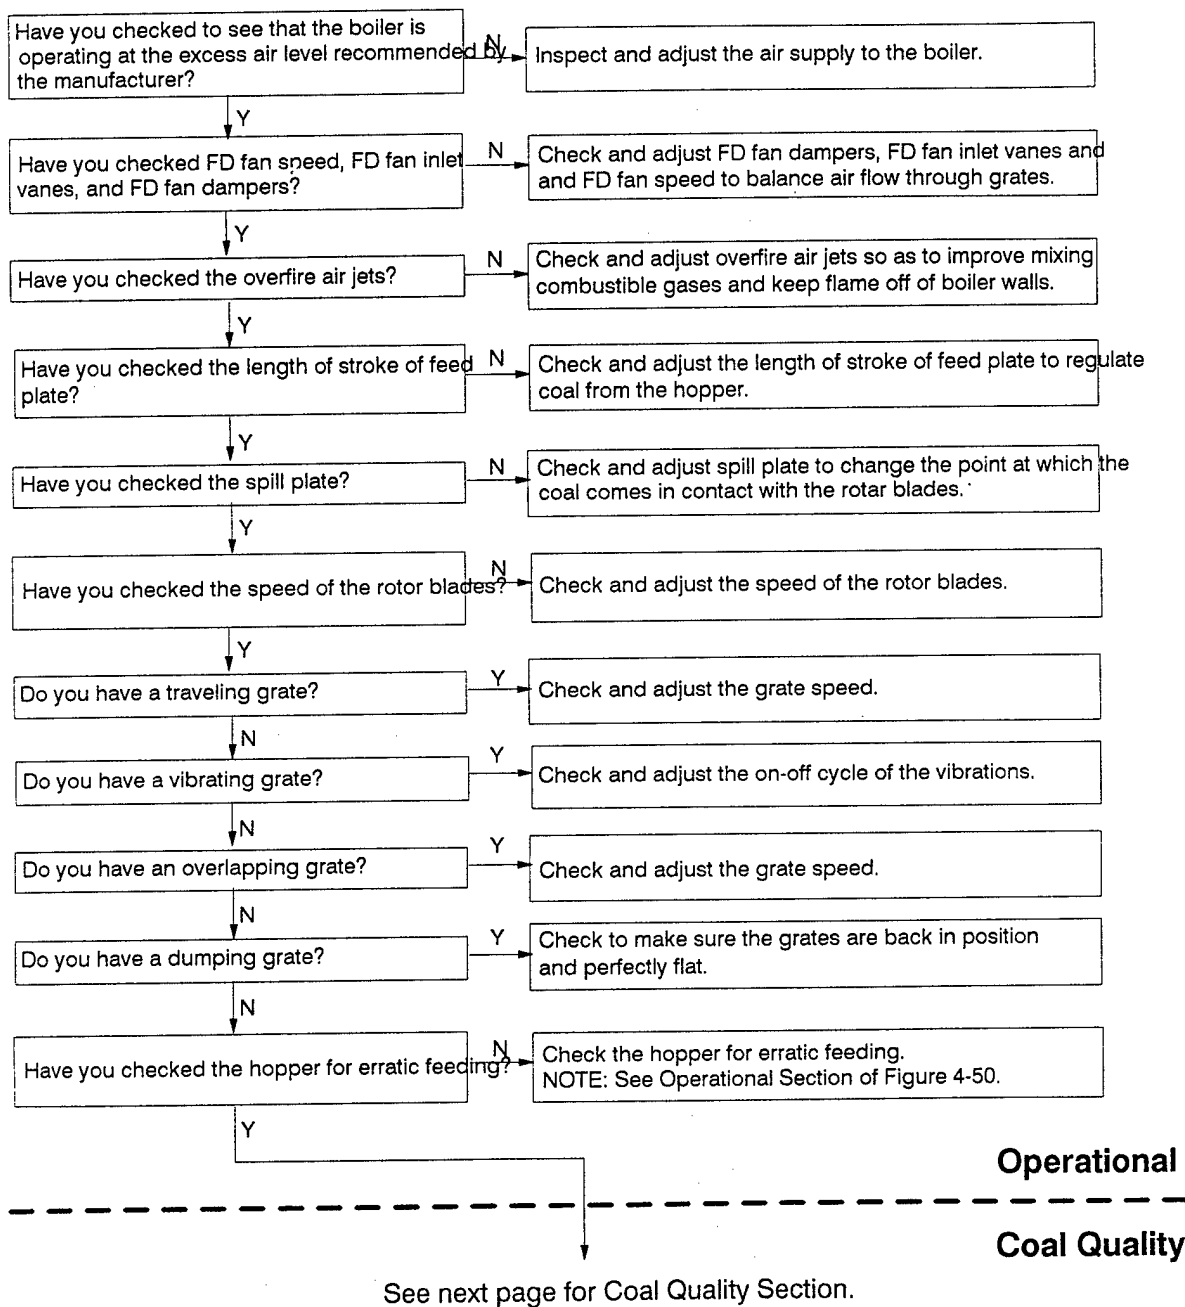 Have you checked to see that the boiler is
operating at the excess air level recommended by
the manufacturer?
N
Inspect and adjust the air supply to the boiler.
Y
Have you checked FD fan speed, FD fan inlet
vanes, and FD fan dampers?
N
Check and adjust FD fan dampers, FD fan inlet vanes and
and FD fan speed to balance air flow through grates.
Y
Have you checked the overfire air jets?
N
Check and adjust overfire air jets so as to improve mixing
combustible gases and keep flame off of boiler walls.
Y
Have you checked the length of stroke of feed
plate?
N
Check and adjust the length of stroke of feed plate to regulate
coal from the hopper.
Y
Have you checked the spill plate?
N
Check and adjust spill plate to change the point at which the
coal comes in contact with the rotar blades.
Y
Have you checked the speed of the rotor blades?
N
Check and adjust the speed of the rotor blades.
Y
Do you have a traveling grate?
Y
Check and adjust the grate speed.
N
Do you have a vibrating grate?
Y
Check and adjust the on-off cycle of the vibrations.
N
Do you have an overlapping grate?
Y
Check and adjust the grate speed.
N
Do you have a dumping grate?
Y
Check to make sure the grates are back in position
and perfectly flat.
N
Have you checked the hopper for erratic feeding?
N
Check the hopper for erratic feeding.
NOTE: See Operational Section of Figure 4-50.
Y
Operational
Coal Quality
See next page for Coal Quality Section.